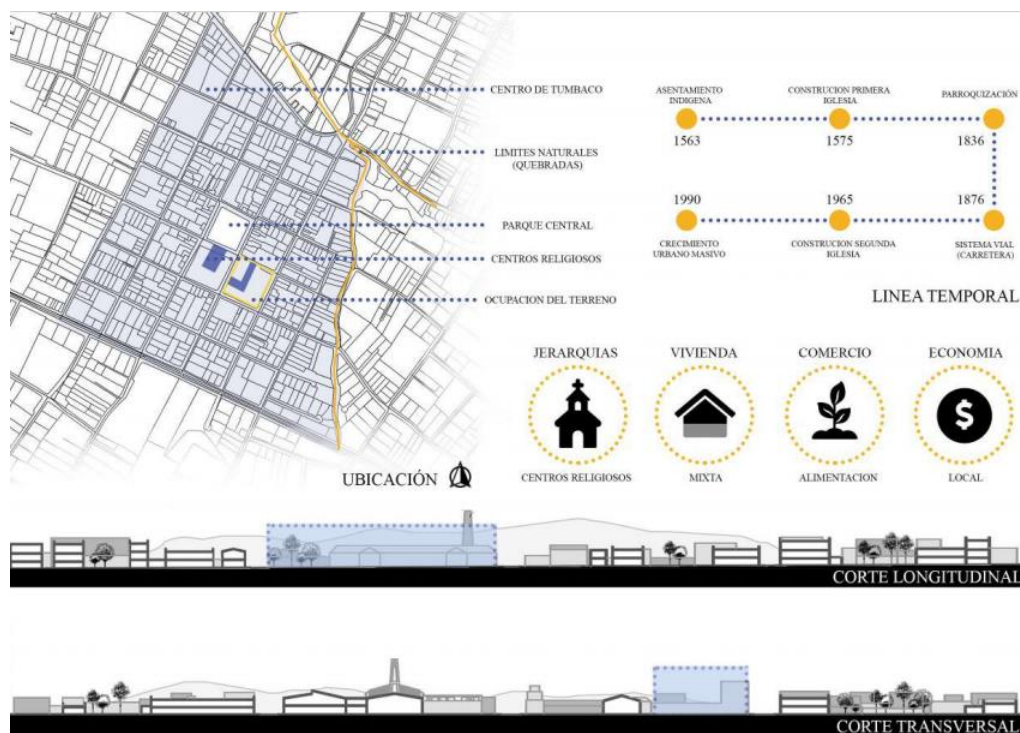 CENTRO DE TUMBACO
LIMITES NATURALES
(QUEBRADAS)
PARQUE CENTRAL
CENTROS RELIGIOSOS
OCUPACION DEL TERRENO
UBICACIÓN
ASENTAMIENTO
INDIGENA
1563
CONSTRUCION PRIMERA
IGLESIA
1575
PARROQUIZACIÓN
1836
1990
CRECIMIENTO
URBANO MASIVO
1965
CONSTRUCION SEGUNDA
IGLESIA
1876
SISTEMA VIAL
(CARRETERA)
LINEA TEMPORAL
JERARQUIAS
CENTROS RELIGIOSOS
VIVIENDA
MIXTA
COMERCIO
ALIMENTACION
ECONOMIA
$
LOCAL
CORTE LONGITUDINAL
CORTE TRANSVERSAL